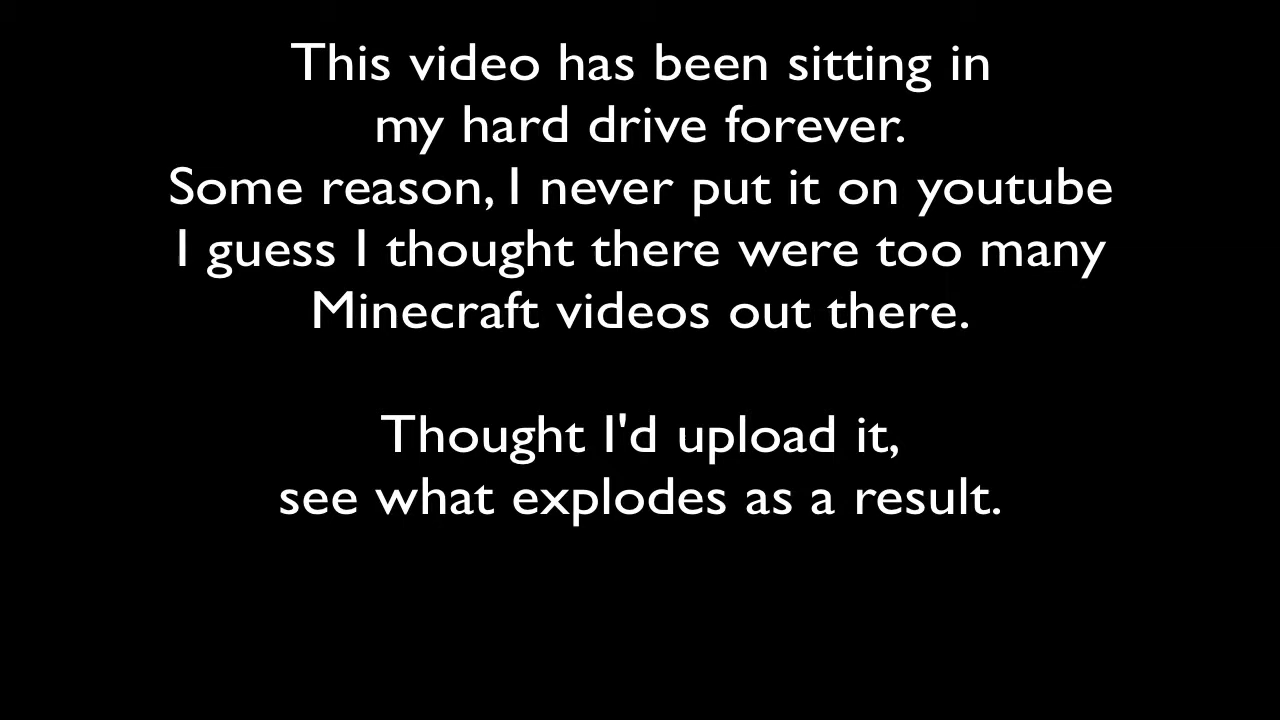 This video has been sitting in
my hard drive forever.
Some reason, I never put it on youtube
I guess I thought there were too many
Minecraft videos out there.
Thought I'd upload it,
see what explodes as a result.